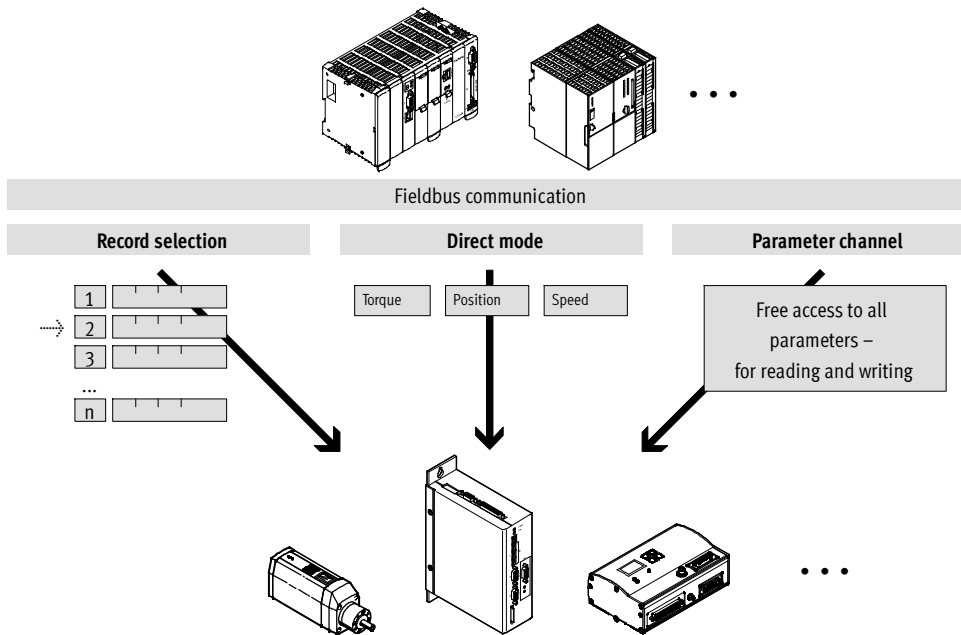 Fieldbus communication
Record selection
Direct mode
Parameter channel
1
2
3
...
n
Torque
Position
Speed
Free access to all
parameters –
for reading and writing